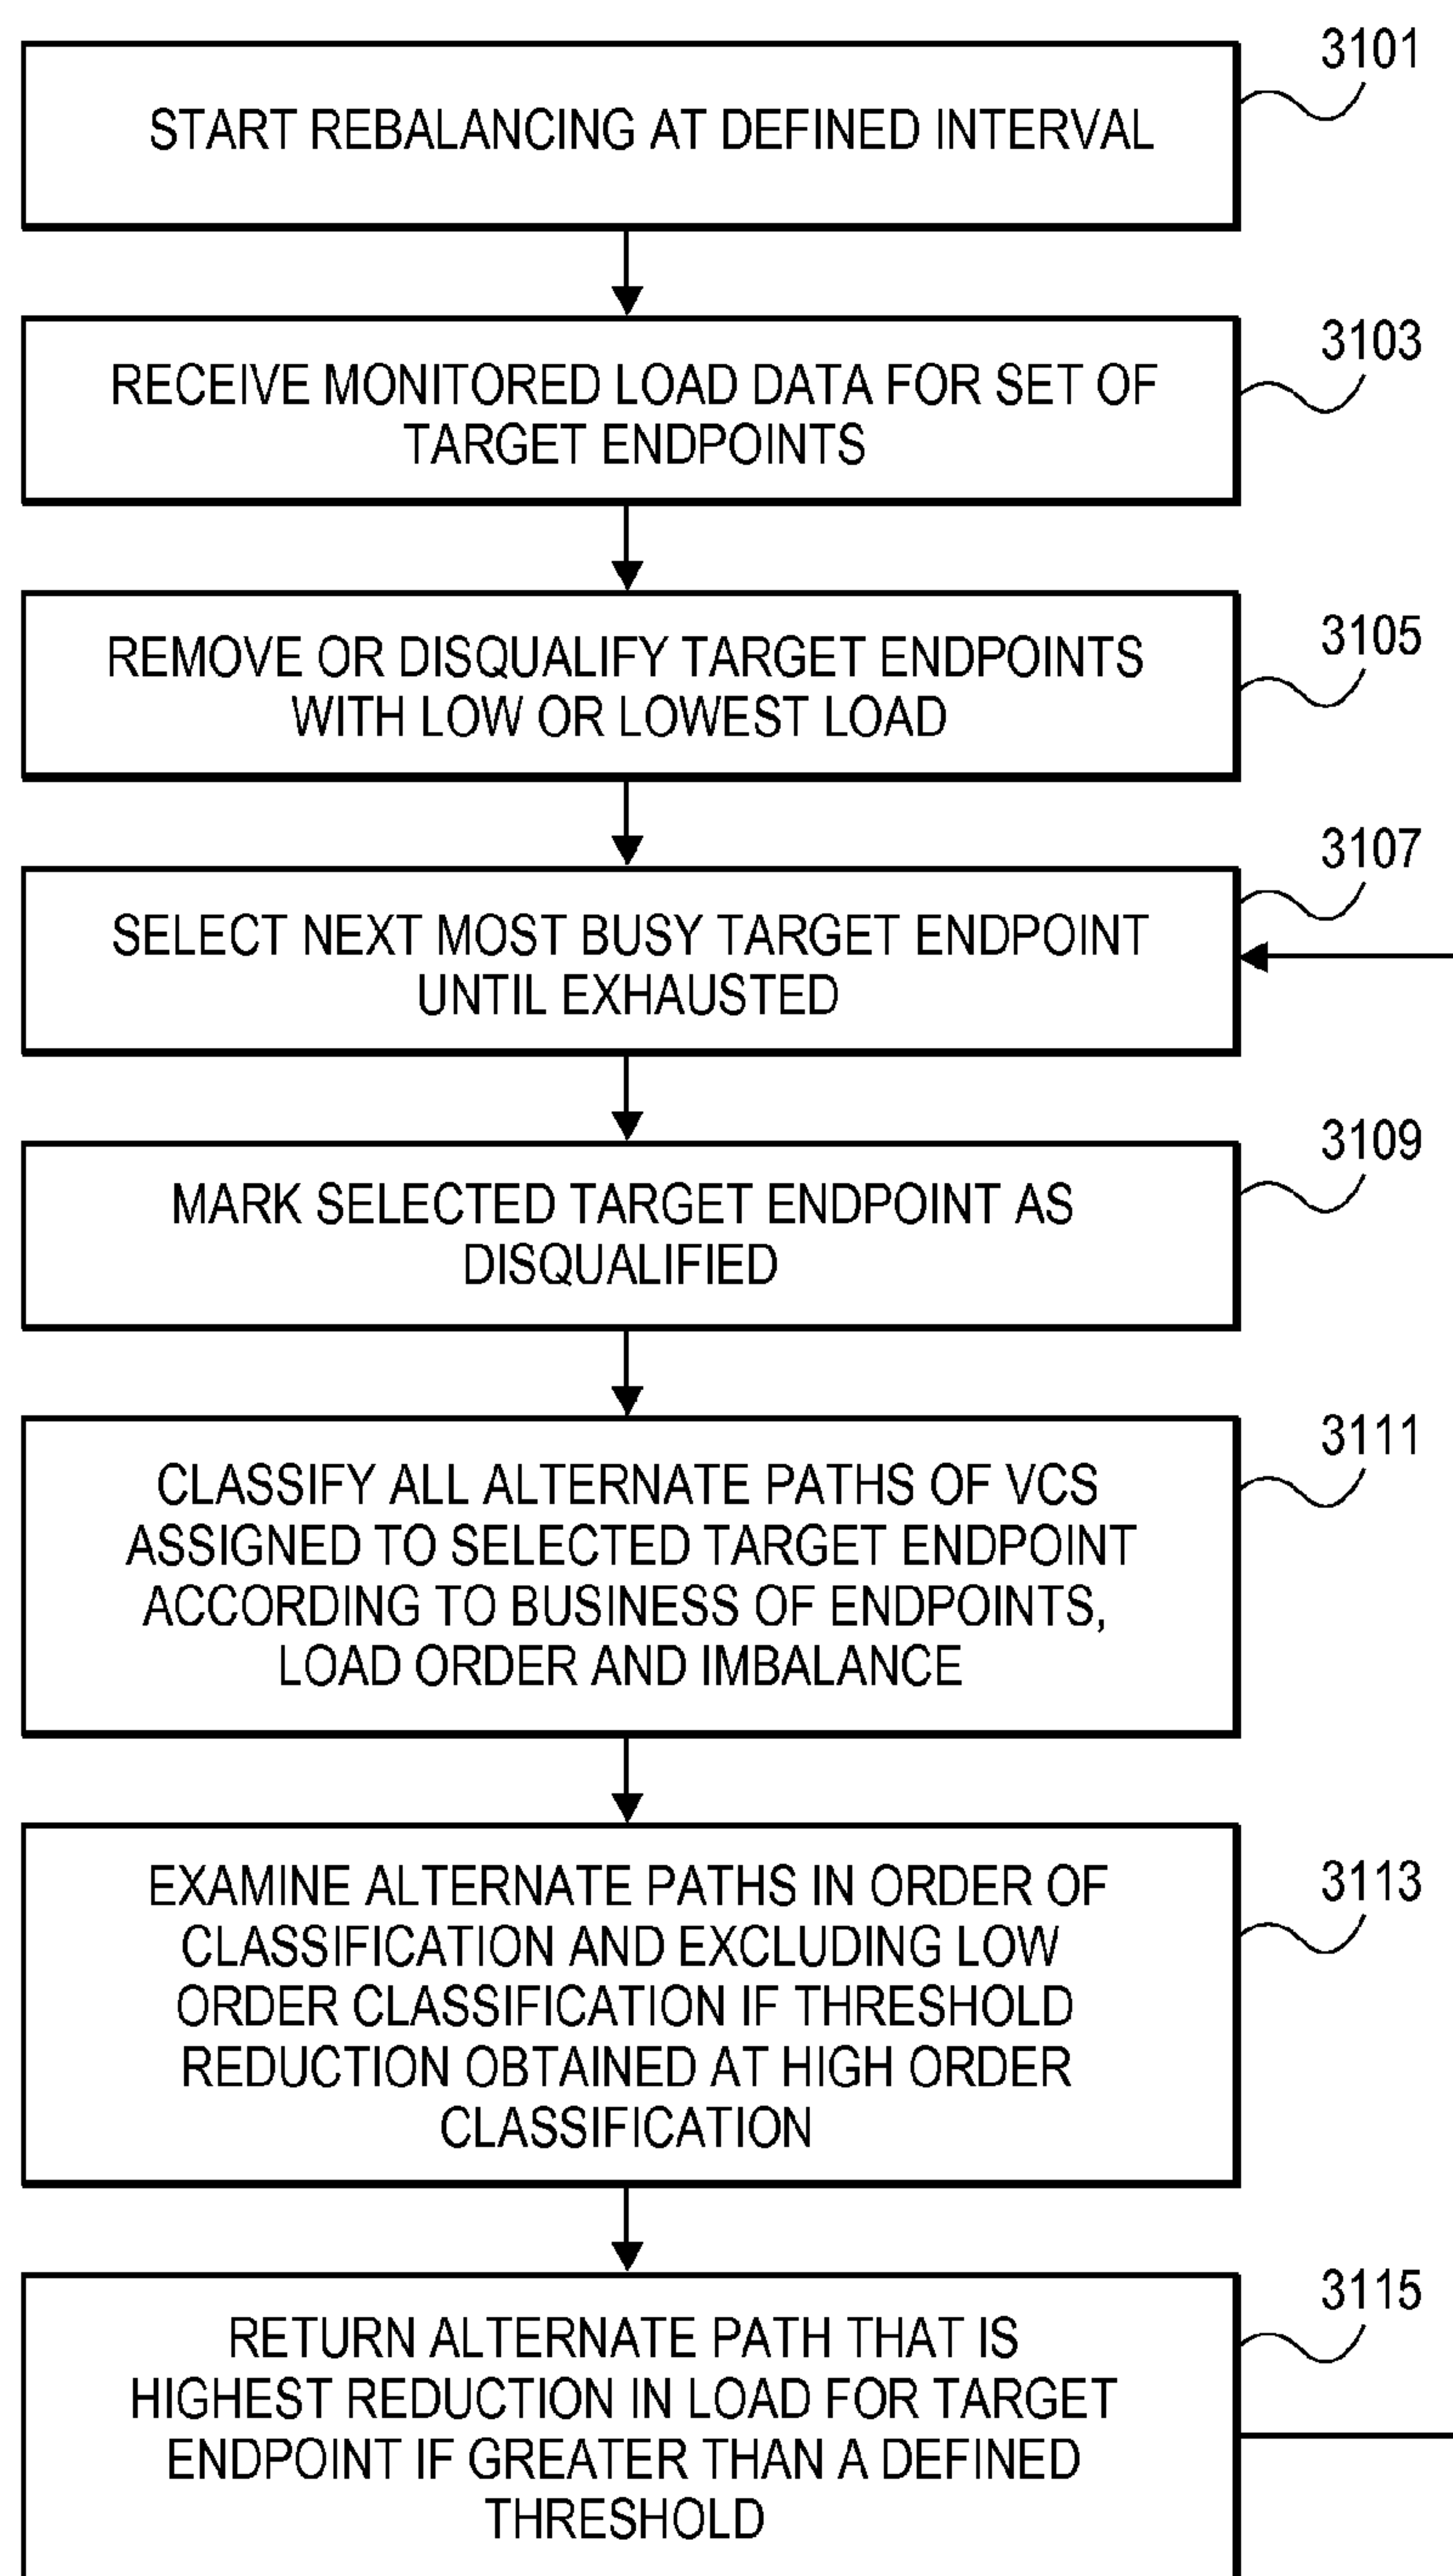 3101
START REBALANCING AT DEFINED INTERVAL
3103
RECEIVE MONITORED LOAD DATA FOR SET OF
TARGET ENDPOINTS
3105
REMOVE OR DISQUALIFY TARGET ENDPOINTS
WITH LOW OR LOWEST LOAD
3107
SELECT NEXT MOST BUSY TARGET ENDPOINT
UNTIL EXHAUSTED
3109
MARK SELECTED TARGET ENDPOINT AS
DISQUALIFIED
3111
CLASSIFY ALL ALTERNATE PATHS OF VCS
ASSIGNED TO SELECTED TARGET ENDPOINT
ACCORDING TO BUSINESS OF ENDPOINTS,
LOAD ORDER AND IMBALANCE
3113
EXAMINE ALTERNATE PATHS IN ORDER OF
CLASSIFICATION AND EXCLUDING LOW
ORDER CLASSIFICATION IF THRESHOLD
REDUCTION OBTAINED AT HIGH ORDER
CLASSIFICATION
3115
RETURN ALTERNATE PATH THAT IS
HIGHEST REDUCTION IN LOAD FOR TARGET
ENDPOINT IF GREATER THAN A DEFINED
THRESHOLD